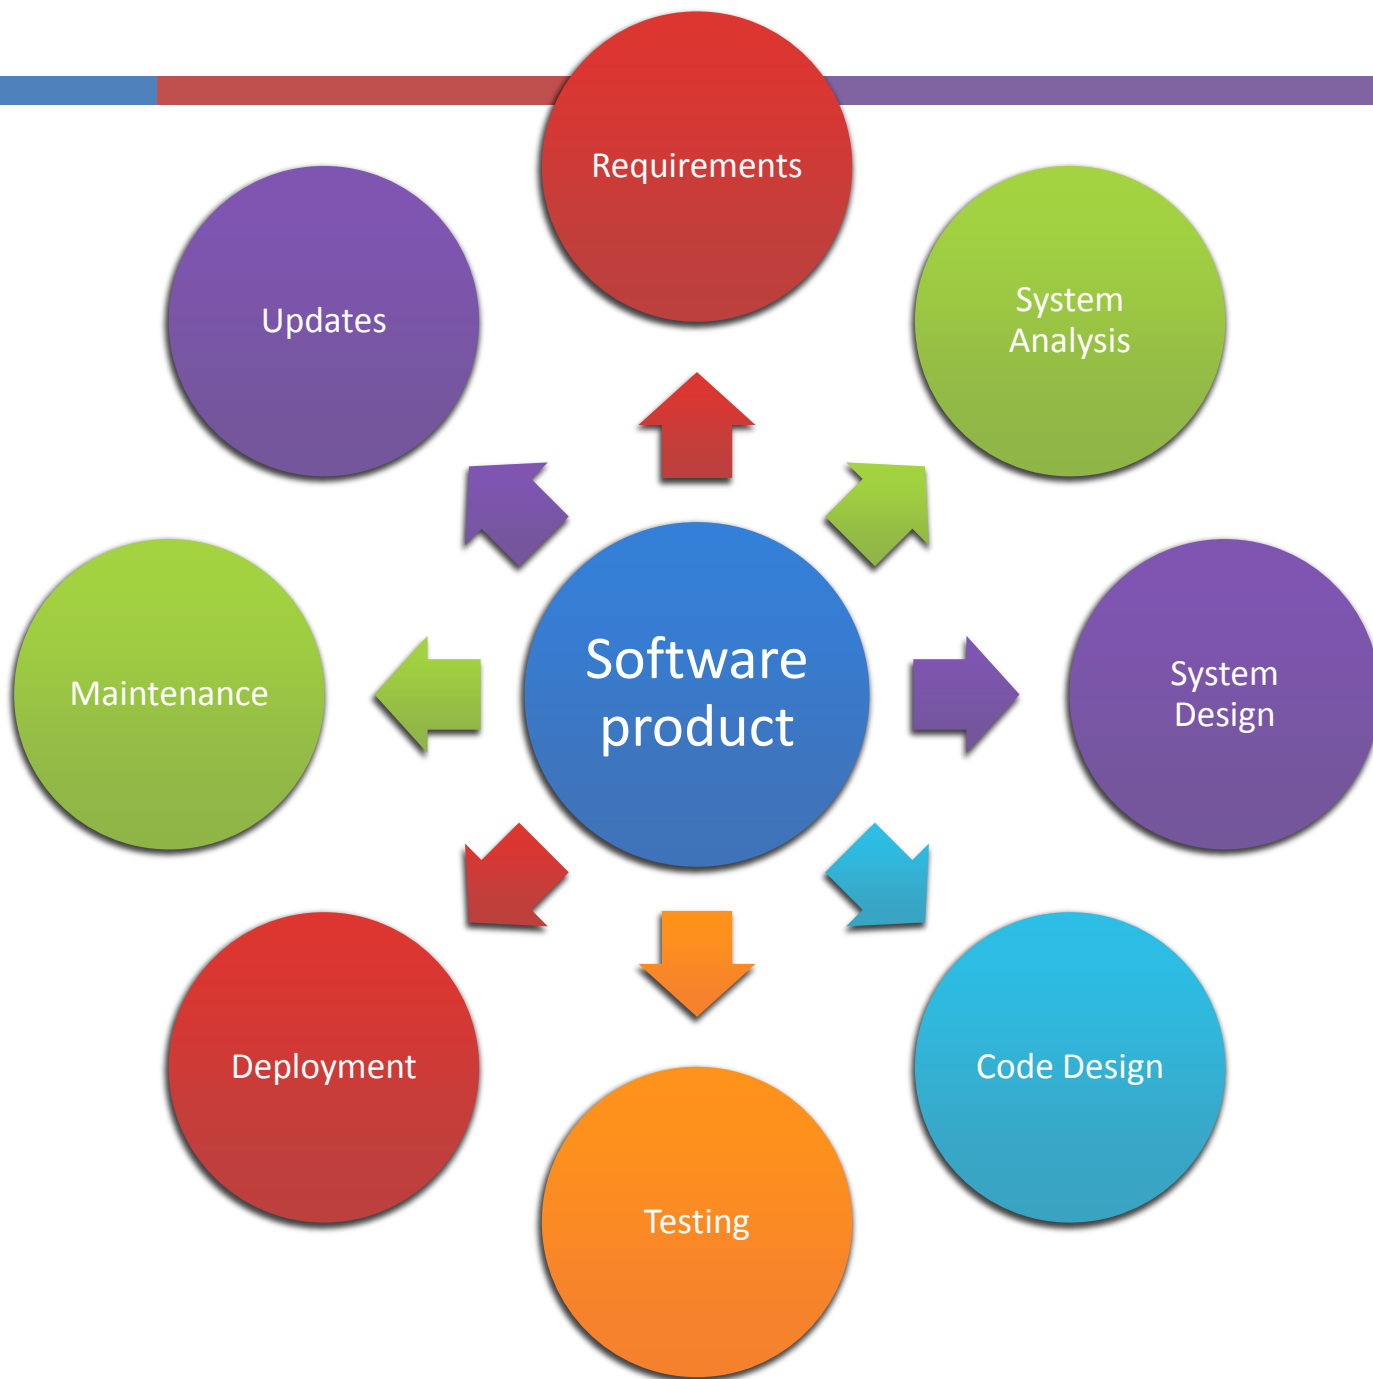 Requirements
System
Analysis
System
Design
Code Design
Testing
Deployment
Maintenance
Updates
Software
product